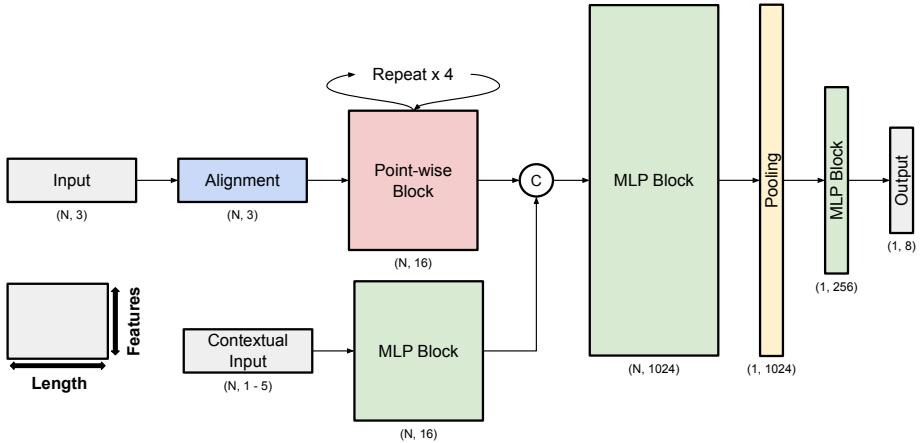 Repeat x 4
Input
(N, 3)
Alignment
(N, 3)
Point-wise
Block
(N, 16)
C
MLP Block
(N, 1024)
Pooling
(1, 1024)
MLP Block
(1, 256)
Output
(1, 8)
Features
Length
Contextual
Input
(N, 1 - 5)
MLP Block
(N, 16)